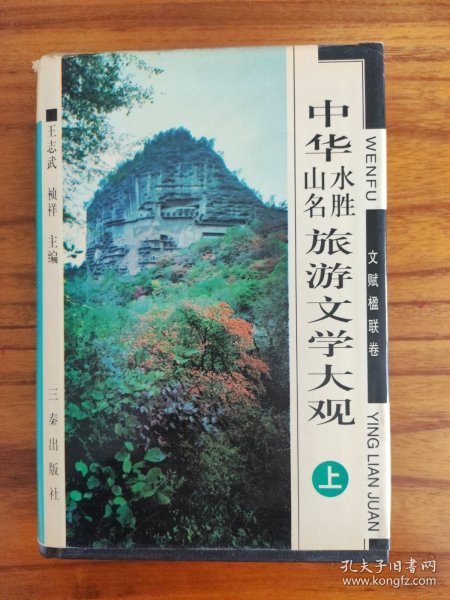 中华
山水
名胜
旅游文学大观
上
WENFU
文赋楹联卷
YING LIAN JUAN
王志武 祯祥 主编
三秦出版社
孔夫子旧书网
www.kongfz.com